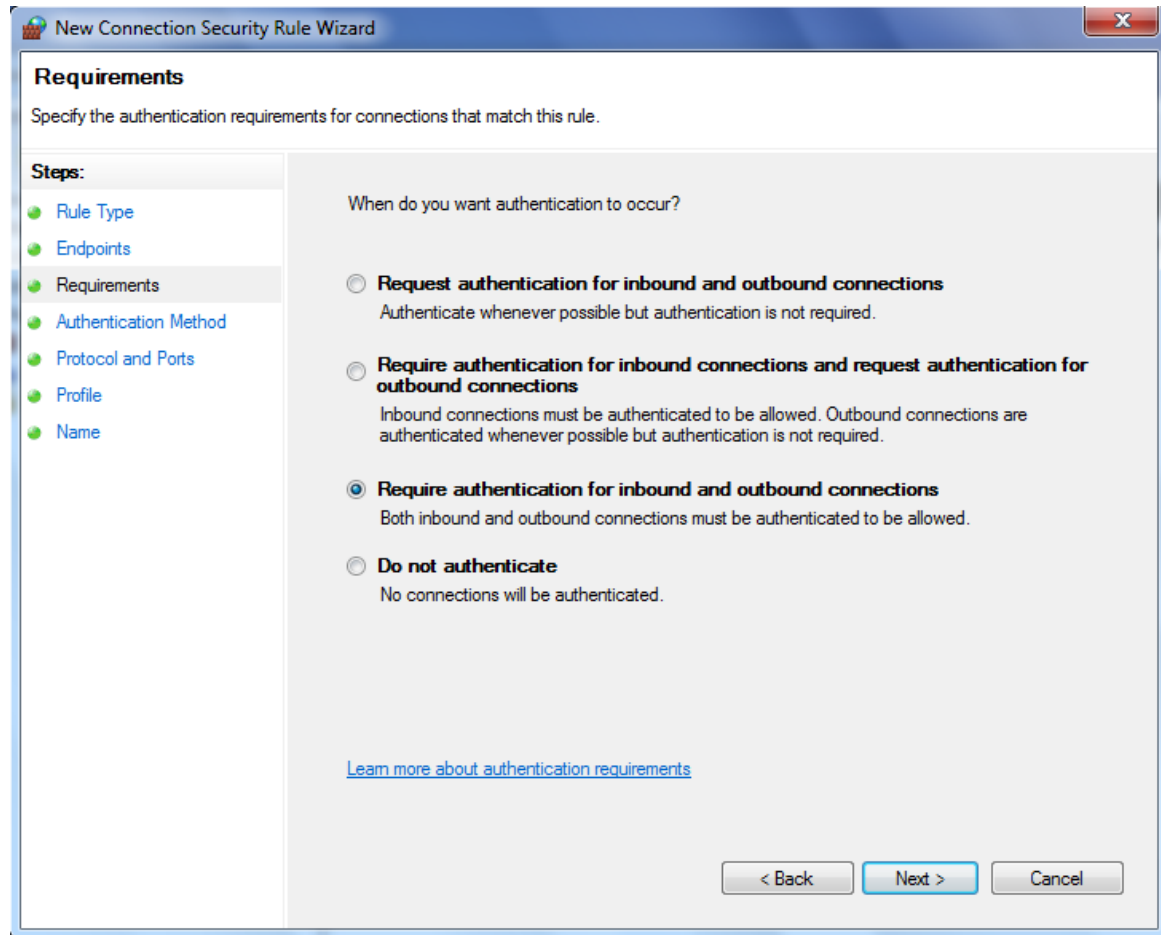 New Connection Security Rule Wizard
Requirements
Specify the authentication requirements for connections that match this rule.
Steps:
Rule Type
Endpoints
Requirements
Authentication Method
Protocol and Ports
Profile
Name
When do you want authentication to occur?
Request authentication for inbound and outbound connections
Authenticate whenever possible but authentication is not required.
Require authentication for inbound connections and request authentication for
outbound connections
Inbound connections must be authenticated to be allowed. Outbound connections are
authenticated whenever possible but authentication is not required.
Require authentication for inbound and outbound connections
Both inbound and outbound connections must be authenticated to be allowed.
Do not authenticate
No connections will be authenticated.
Learn more about authentication requirements
< Back
Next >
Cancel